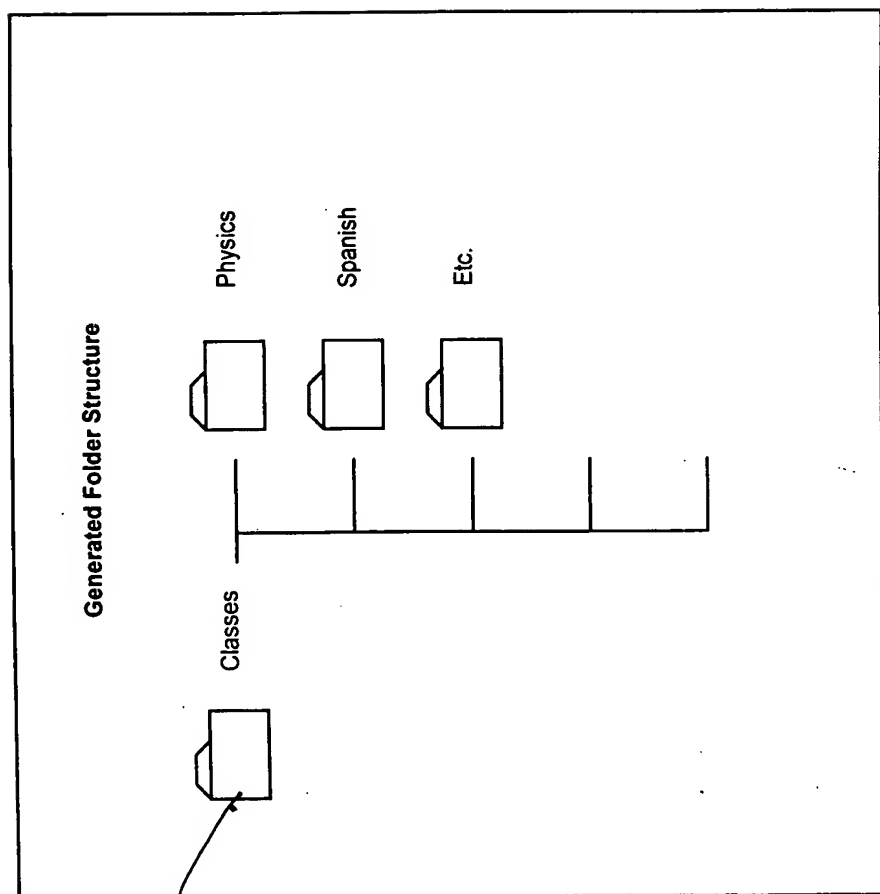 Generated Folder Structure
Classes
Physics
Spanish
Etc.